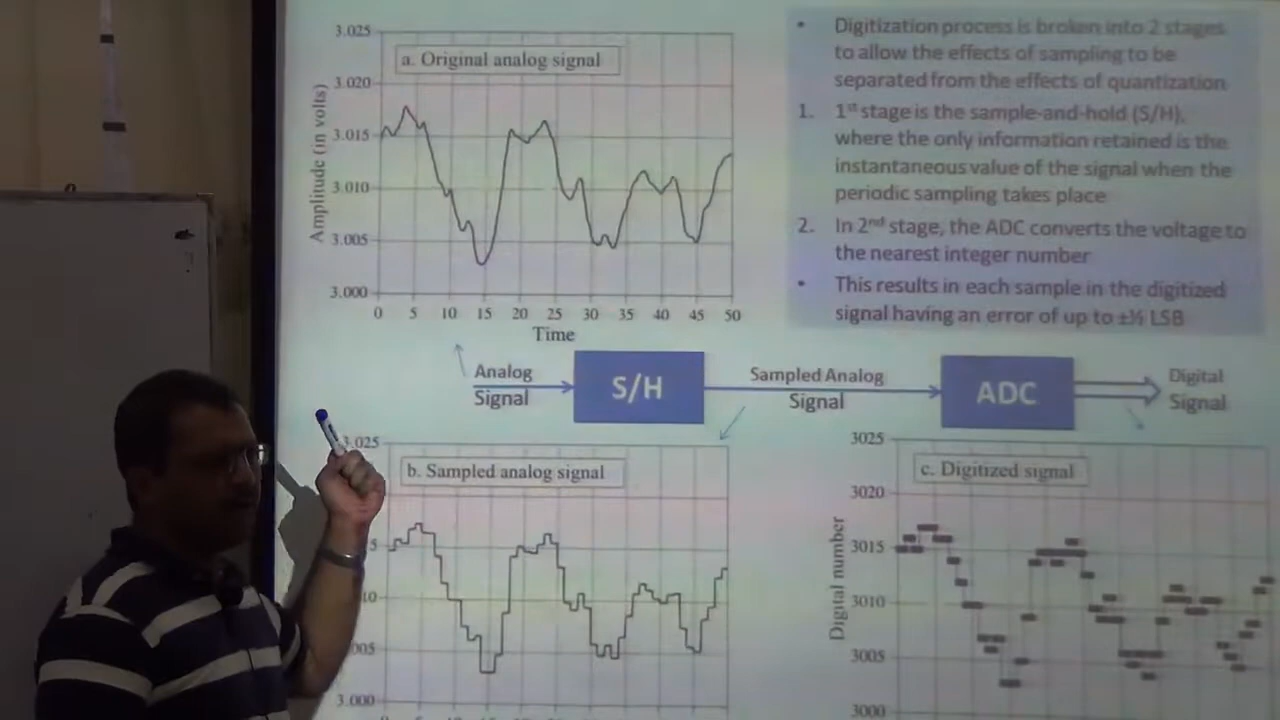 3.025
a. Original analog signal
3.020
3.015
3.010
3.005
3.000
Amplitude (in volts)
0 5 10 15 20 25 30 35 40 45 50
Time
• Digitization process is broken into 2 stages
to allow the effects of sampling to be
separated from the effects of quantization
1. 1st stage is the sample-and-hold (S/H),
where the only information retained is the
instantaneous value of the signal when the
periodic sampling takes place
2. In 2nd stage, the ADC converts the voltage to
the nearest integer number
• This results in each sample in the digitized
signal having an error of up to ±½ LSB
Analog
Signal
S/H
Sampled Analog
Signal
ADC
Digital
Signal
3.025
b. Sampled analog signal
5
10
005
3.000
3025
c. Digitized signal
3020
3015
3010
3005
3000
Digital number